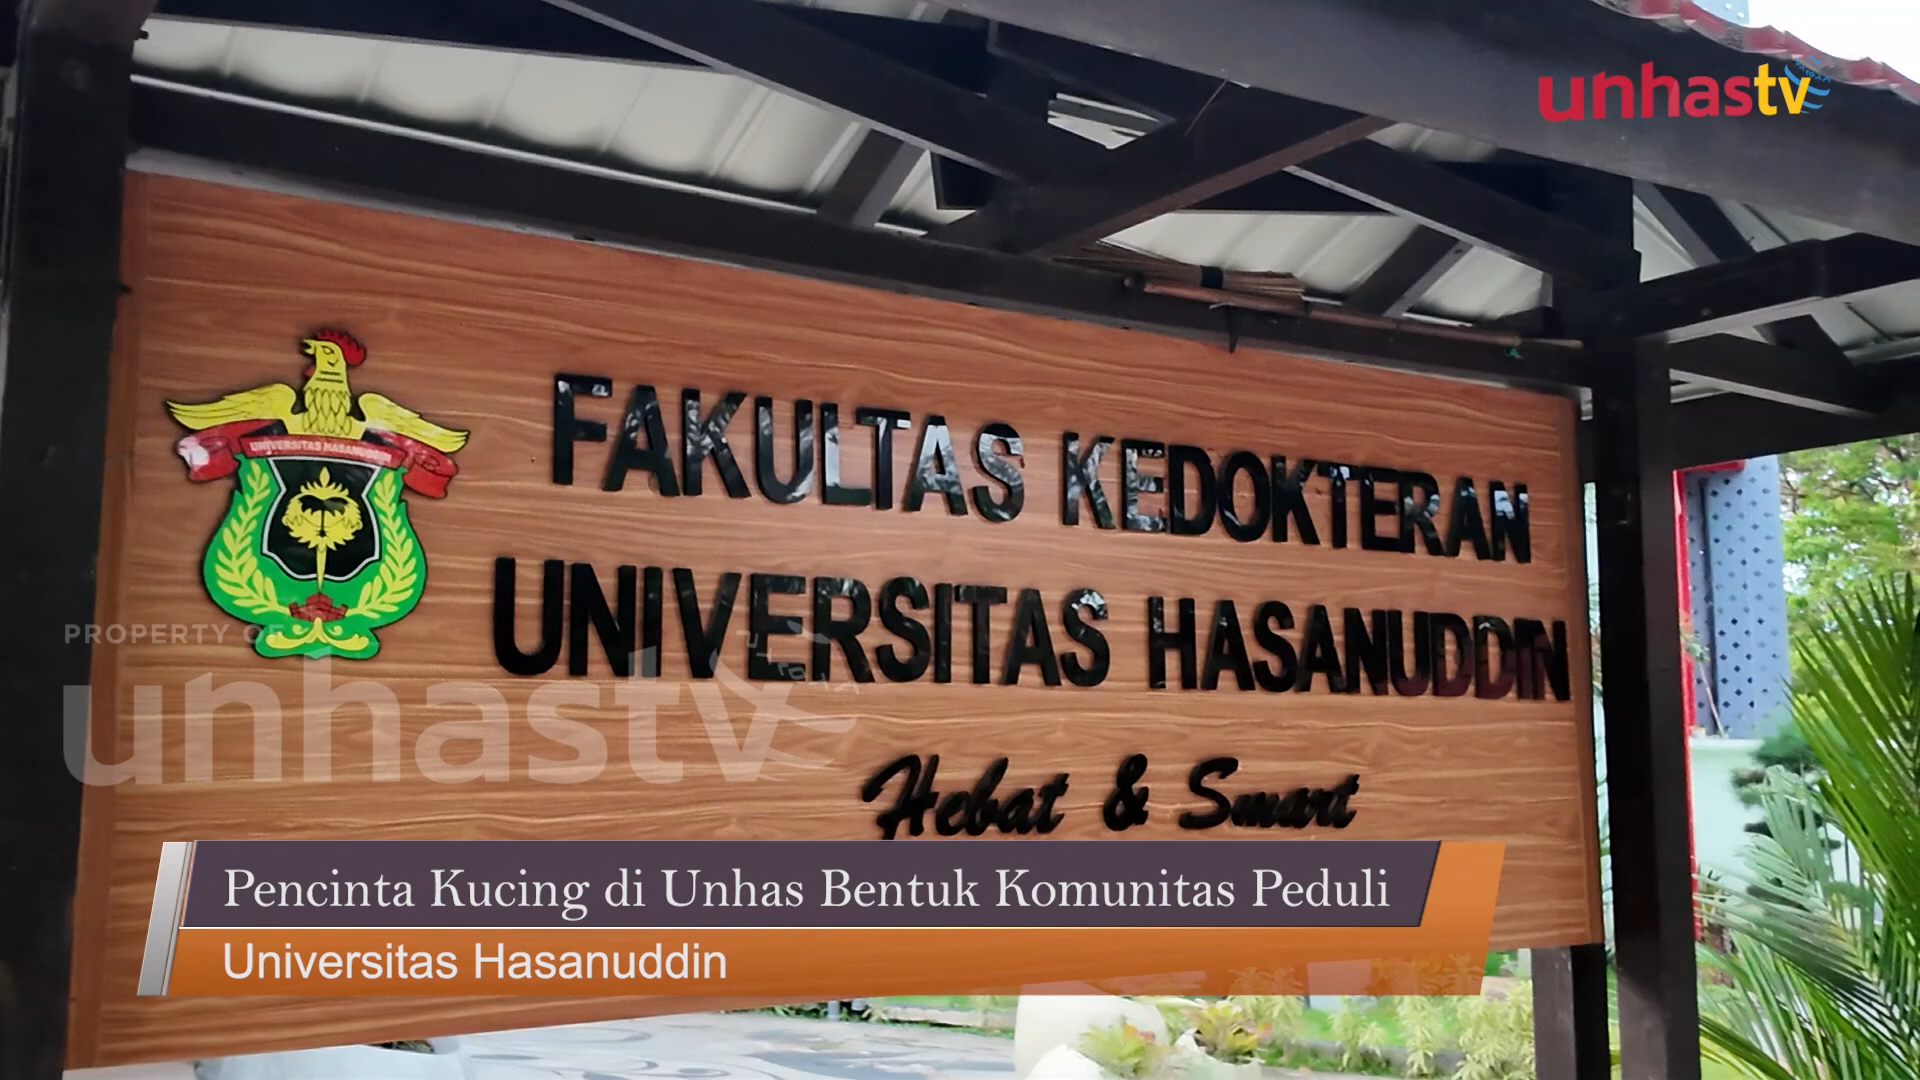 unhastv
UNIVERSITAS HASANUDDIN
FAKULTAS KEDOKTERAN
UNIVERSITAS HASANUDDIN
Hebat & Smart
PROPERTY OF
unhastv
Pencinta Kucing di Unhas Bentuk Komunitas Peduli
Universitas Hasanuddin